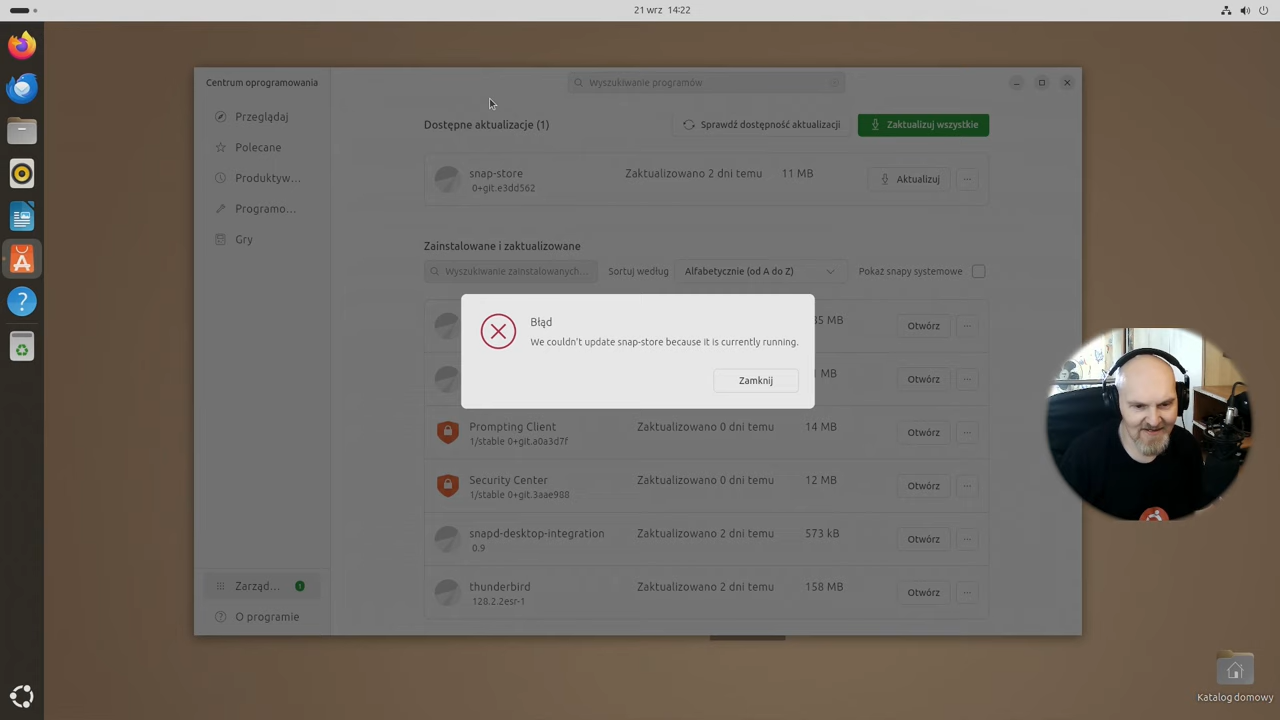 21 wrz 14:22
Centrum oprogramowania
Wyszukiwanie programów
Przeglądaj
Polecane
Produktyw...
Programo...
Gry
Zarząd...
1
O programie
Dostępne aktualizacje (1)
Sprawdź dostępność aktualizacji
Zaktualizuj wszystkie
snap-store
Zaktualizowano 2 dni temu
11 MB
Aktualizuj
0+git.e3dd562
Zainstalowane i zaktualizowane
Wyszukiwanie zainstalowanych...
Sortuj według
Alfabetycznie (od A do Z)
Pokaż snapy systemowe
Otwórz
Błąd
We couldn't update snap-store because it is currently running.
Zamknij
MB
Otwórz
Prompting Client
Zaktualizowano 0 dni temu
14 MB
Otwórz
1/stable 0+git.a0a3d7f
Security Center
Zaktualizowano 0 dni temu
12 MB
Otwórz
1/stable 0+git.3aae988
snapd-desktop-integration
Zaktualizowano 2 dni temu
573 kB
Otwórz
0.9
thunderbird
Zaktualizowano 2 dni temu
158 MB
Otwórz
128.2.2esr-1
Katalog domowy